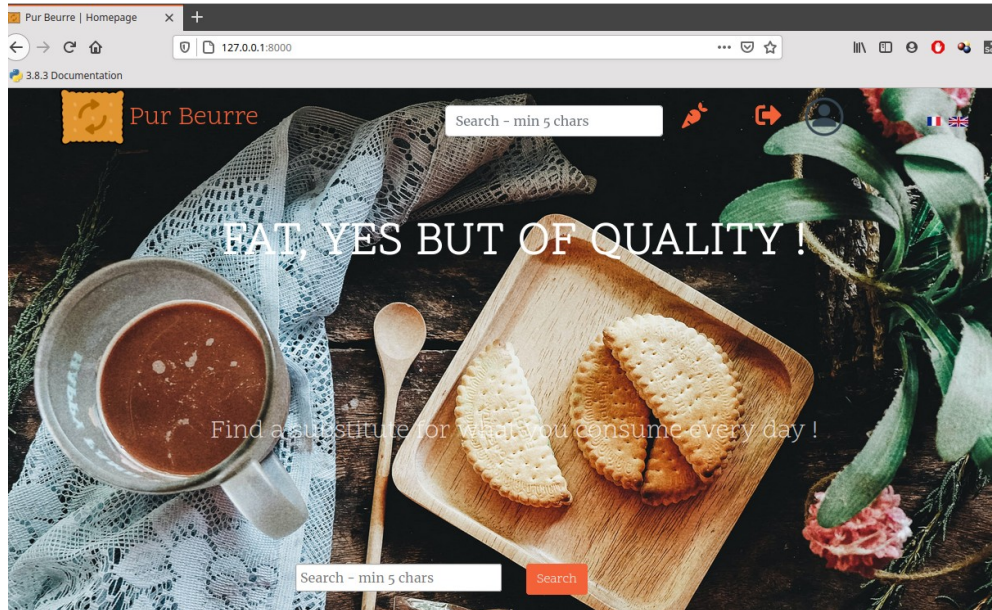 Pur Beurre | Homepage
127.0.0.1:8000
3.8.3 Documentation
Pur Beurre
Search - min 5 chars
FAT, YES BUT OF QUALITY !
Find a substitute for what you consume every day !
Search - min 5 chars
Search